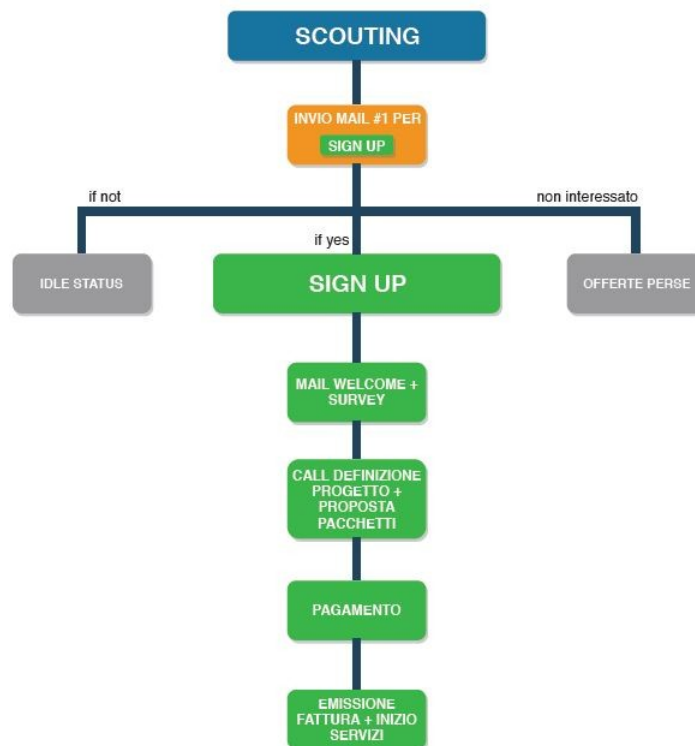 SCOUTING
INVIO MAIL #1 PER
SIGN UP
if not
non interessato
if yes
IDLE STATUS
SIGN UP
OFFERTE PERSE
MAIL WELCOME +
SURVEY
CALL DEFINIZIONE
PROGETTO +
PROPOSTA
PACCHETTI
PAGAMENTO
EMISSIONE
FATTURA + INIZIO
SERVIZI